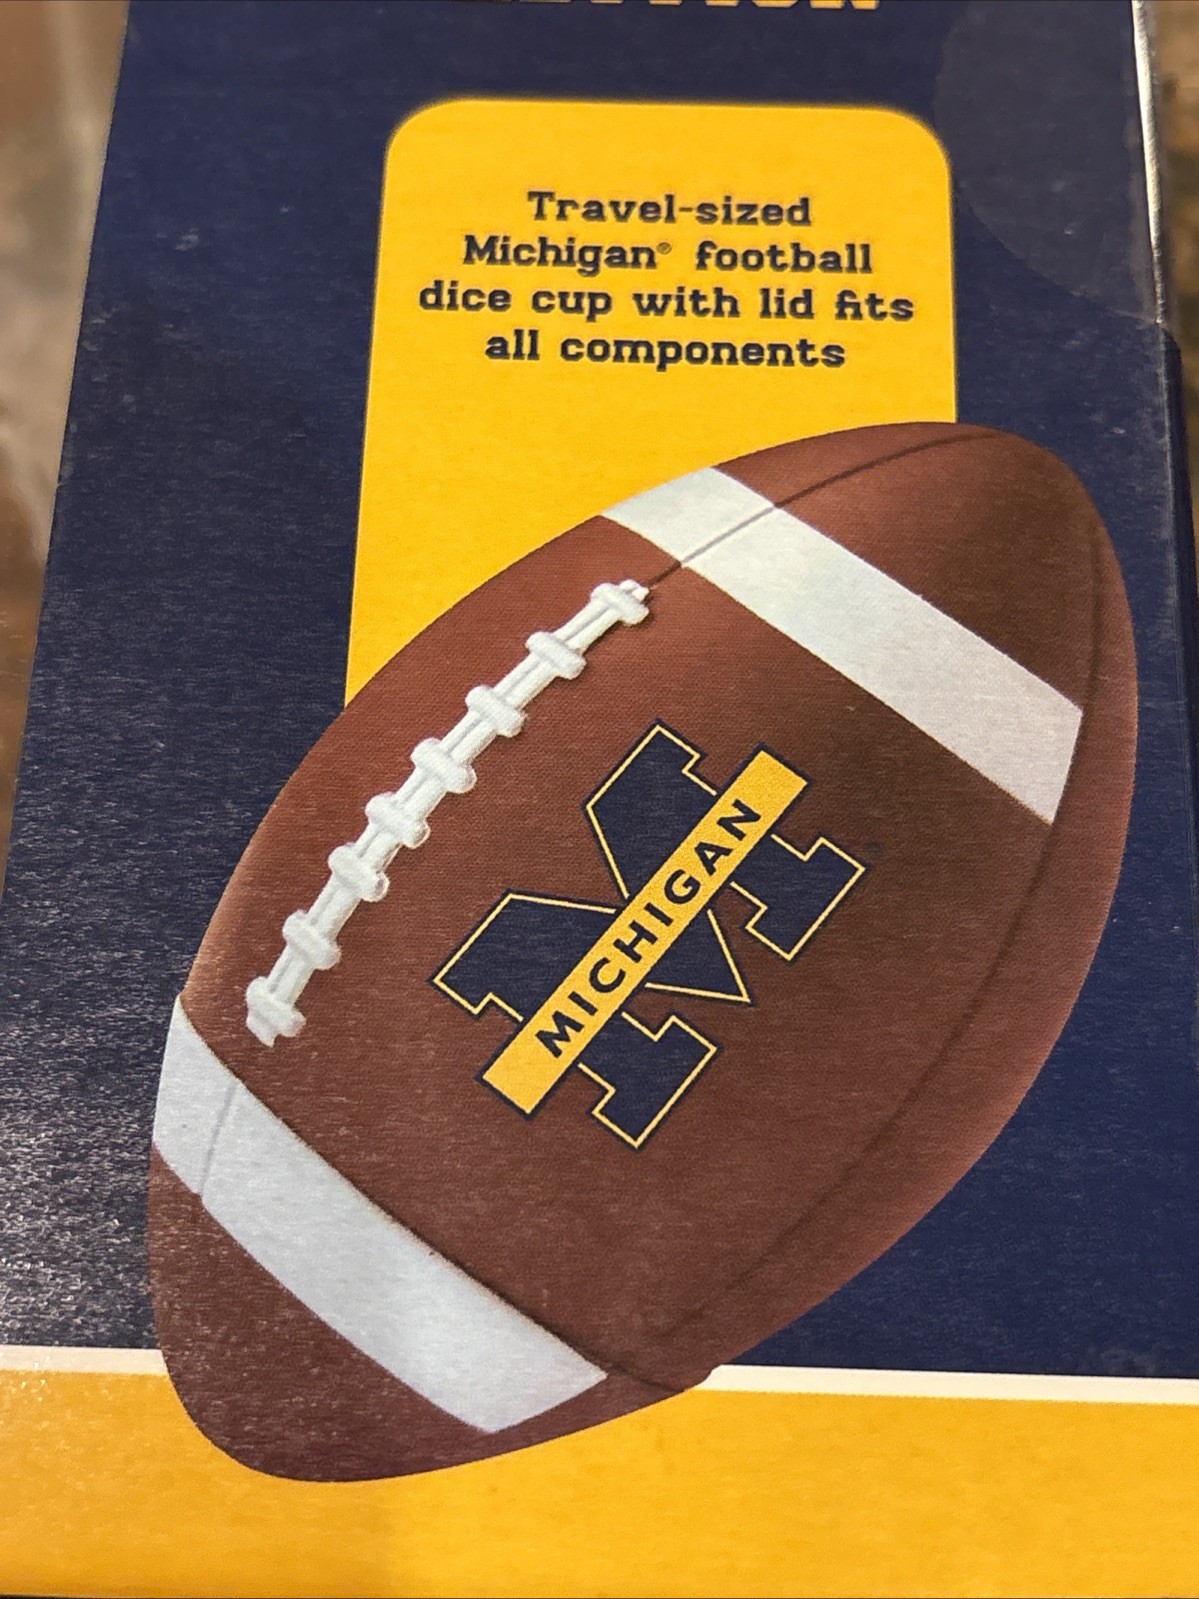 Travel-sized
Michigan® football
dice cup with lid fits
all components
MICHIGAN